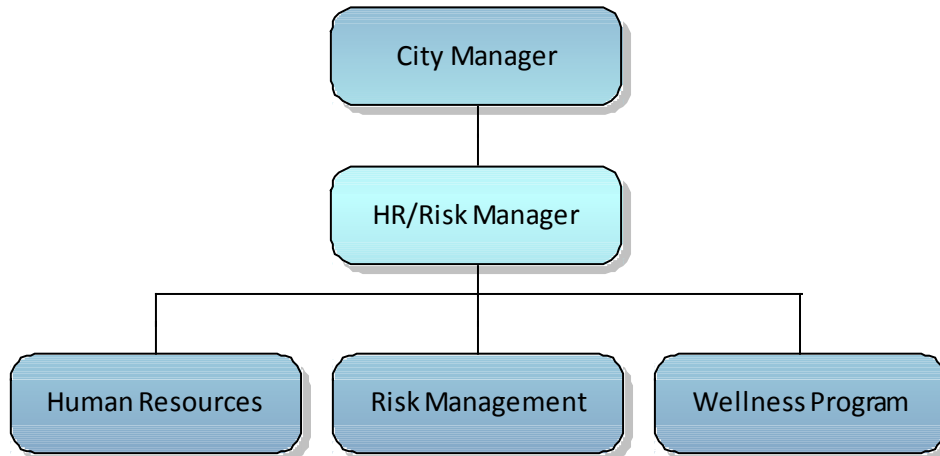 City Manager
HR/Risk Manager
Human Resources
Risk Management
Wellness Program